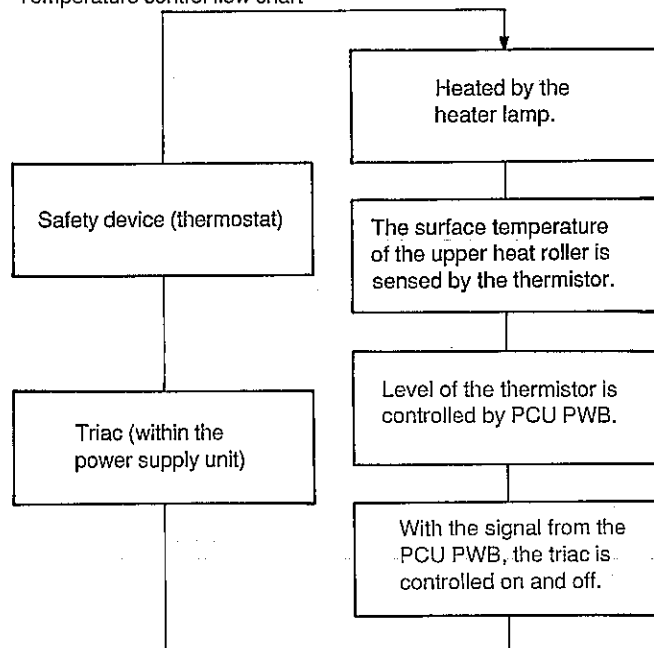 Temperature control flow chart
Heated by the
heater lamp.
Safety device (thermostat)
The surface temperature
of the upper heat roller is
sensed by the thermistor.
Level of the thermistor is
controlled by PCU PWB.
Triac (within the
power supply unit)
With the signal from the
PCU PWB, the triac is
controlled on and off.